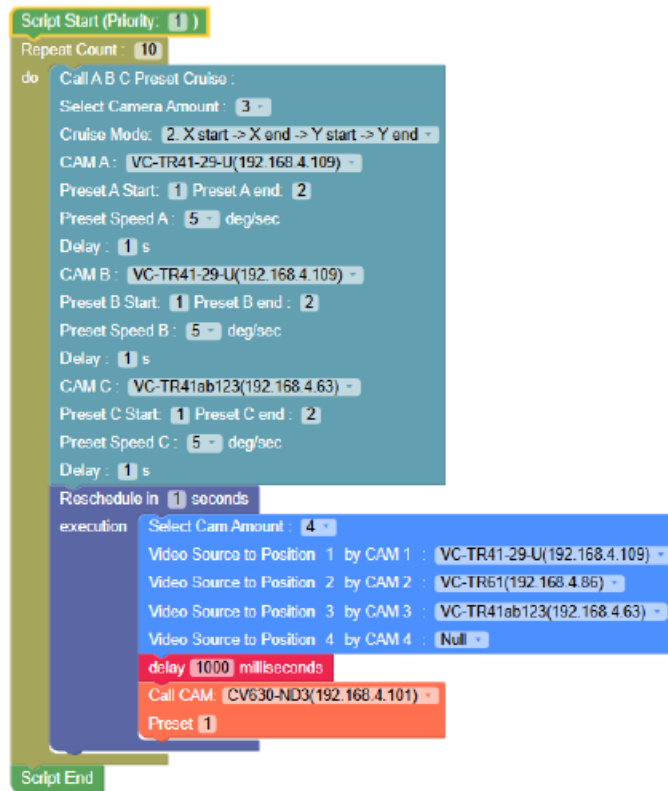 Script Start (Priority: 1 )
Repeat Count : 10
do Call A B C Preset Cruise :
Select Camera Amount : 3
Cruise Mode: 2. X start -> X end -> Y start -> Y end
CAM A : VC-TR41-29-U(192.168.4.109)
Preset A Start: 1 Preset A end: 2
Preset Speed A : 5 deg/sec
Delay : 1 s
CAM B : VC-TR41-29-U(192.168.4.109)
Preset B Start: 1 Preset B end : 2
Preset Speed B : 5 deg/sec
Delay : 1 s
CAM C : VC-TR41ab123(192.168.4.63)
Preset C Start: 1 Preset C end : 2
Preset Speed C : 5 deg/sec
Delay : 1 s
Reschedule in 1 seconds
execution Select Cam Amount : 4
Video Source to Position 1 by CAM 1 : VC-TR41-29-U(192.168.4.109)
Video Source to Position 2 by CAM 2 : VC-TR61(192.168.4.86)
Video Source to Position 3 by CAM 3 : VC-TR41ab123(192.168.4.63)
Video Source to Position 4 by CAM 4 : Null
delay 1000 milliseconds
Call CAM: CV630-ND3(192.168.4.101)
Preset 1
Script End